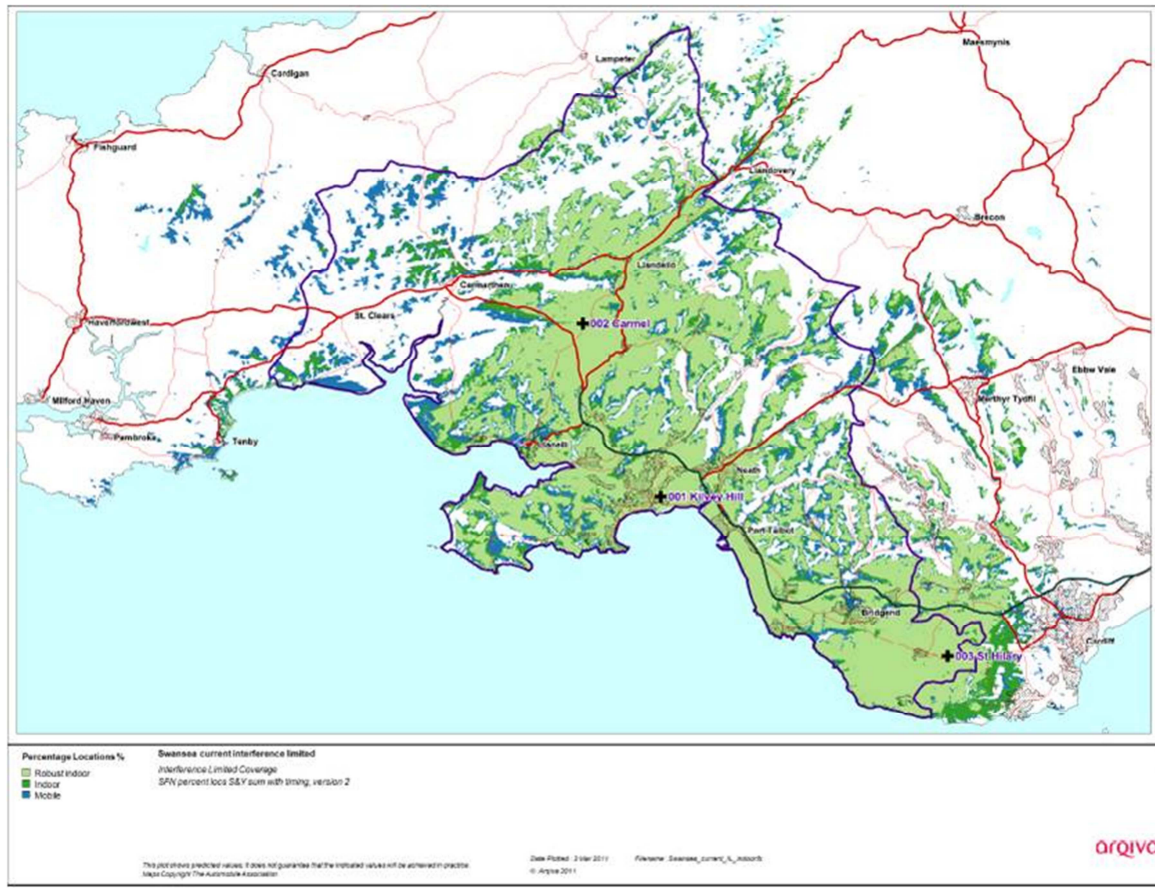 Maesmynis
Lampeter
Cardigan
Fishguard
Llandovery
Brecon
Llandeilo
Carmarthen
002 Carmel
St. Clears
Haverfordwest
Ebbw Vale
Merthyr Tydfil
Milford Haven
Pembroke
Tenby
Llanelli
Neath
001 Kilvey Hill
Port Talbot
Bridgend
Cardiff
003 St Hilary
Percentage Locations %
Robust Indoor
Indoor
Mobile
Swansea current interference limited
Interference Limited Coverage
SFN percent locs S&Y sum with timing, version 2
This plot shows predicted values, it does not guarantee that the indicated values will be achieved in practice.
Maps Copyright The Automobile Association
Date Plotted : 3 Mar 2011
© Arqiva 2011
arqiva